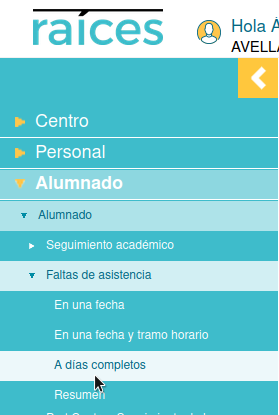 raíces
Hola
AVELLA
Centro
Personal
Alumnado
Alumnado
Seguimiento académico
Faltas de asistencia
En una fecha
En una fecha y tramo horario
A días completos
Resumen